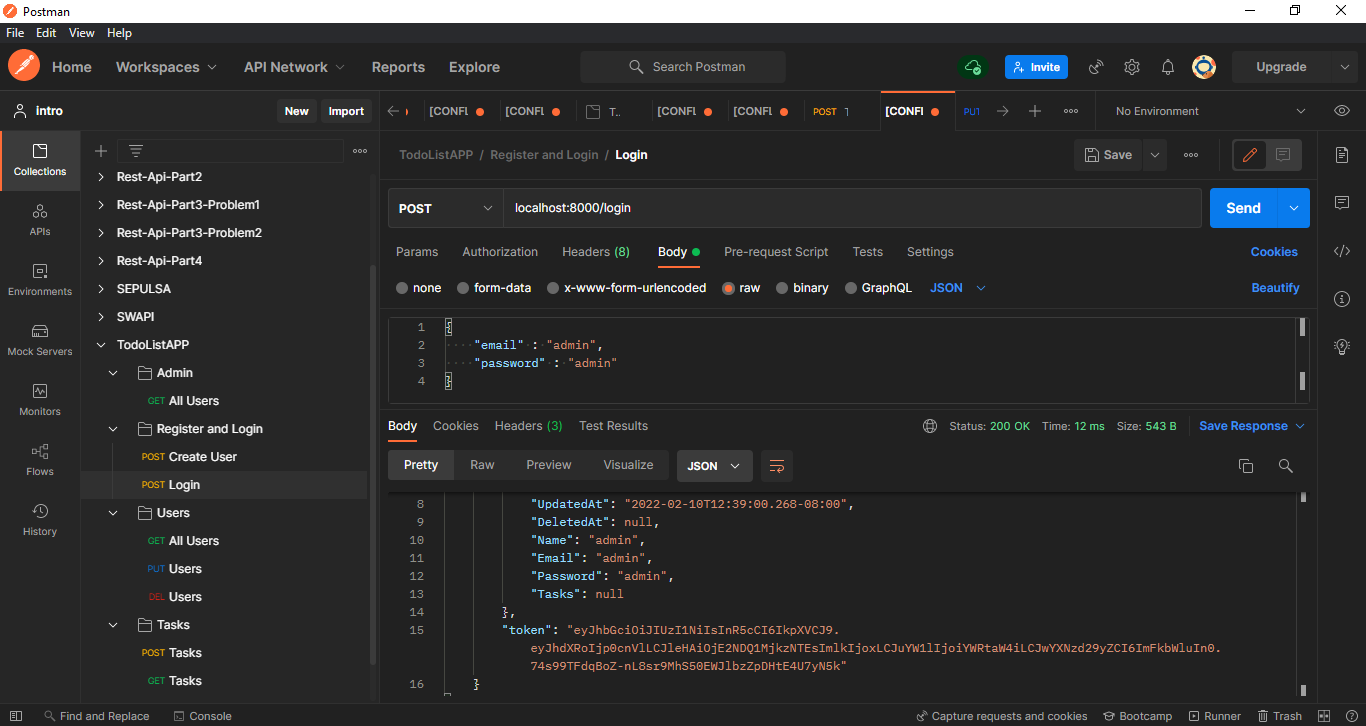 Postman
File Edit View Help
Home Workspaces API Network Reports Explore Search Postman Invite Upgrade
intro New Import
[CONFL [CONFL T.. [CONFL [CONFL POST T [CONFL PUT No Environment
Collections
APIs
Environments
Mock Servers
Monitors
Flows
History
Rest-Api-Part2
Rest-Api-Part3-Problem1
Rest-Api-Part3-Problem2
Rest-Api-Part4
SEPULSA
SWAPI
TodoListAPP
Admin
GET All Users
Register and Login
POST Create User
POST Login
Users
GET All Users
PUT Users
DEL Users
Tasks
POST Tasks
GET Tasks
TodoListAPP / Register and Login / Login Save
POST localhost:8000/login Send
Params Authorization Headers (8) Body Pre-request Script Tests Settings Cookies
none form-data x-www-form-urlencoded raw binary GraphQL JSON Beautify
1 {
2 "email" : "admin",
3 "password" : "admin"
4 }
Body Cookies Headers (3) Test Results Status: 200 OK Time: 12 ms Size: 543 B Save Response
Pretty Raw Preview Visualize JSON
8 "UpdatedAt": "2022-02-10T12:39:00.268-08:00",
9 "DeletedAt": null,
10 "Name": "admin",
11 "Email": "admin",
12 "Password": "admin",
13 "Tasks": null
14 },
15 "token": "eyJhbGciOiJIUzI1NiIsInR5cCI6IkpXVCJ9.
eyJhdXRoIjp0cnVlLCJleHAiOjE2NDQ1MjkzNTEsImlkIjoxLCJuYW1lIjoiYWRtaW4iLCJwYXNzd29yZCI6ImFkbWluIn0.
74s99TFdqBoZ-nL8sr9MhS50EWJlbzZpDHtE4U7yN5k"
16 }
Find and Replace Console Capture requests and cookies Bootcamp Runner Trash